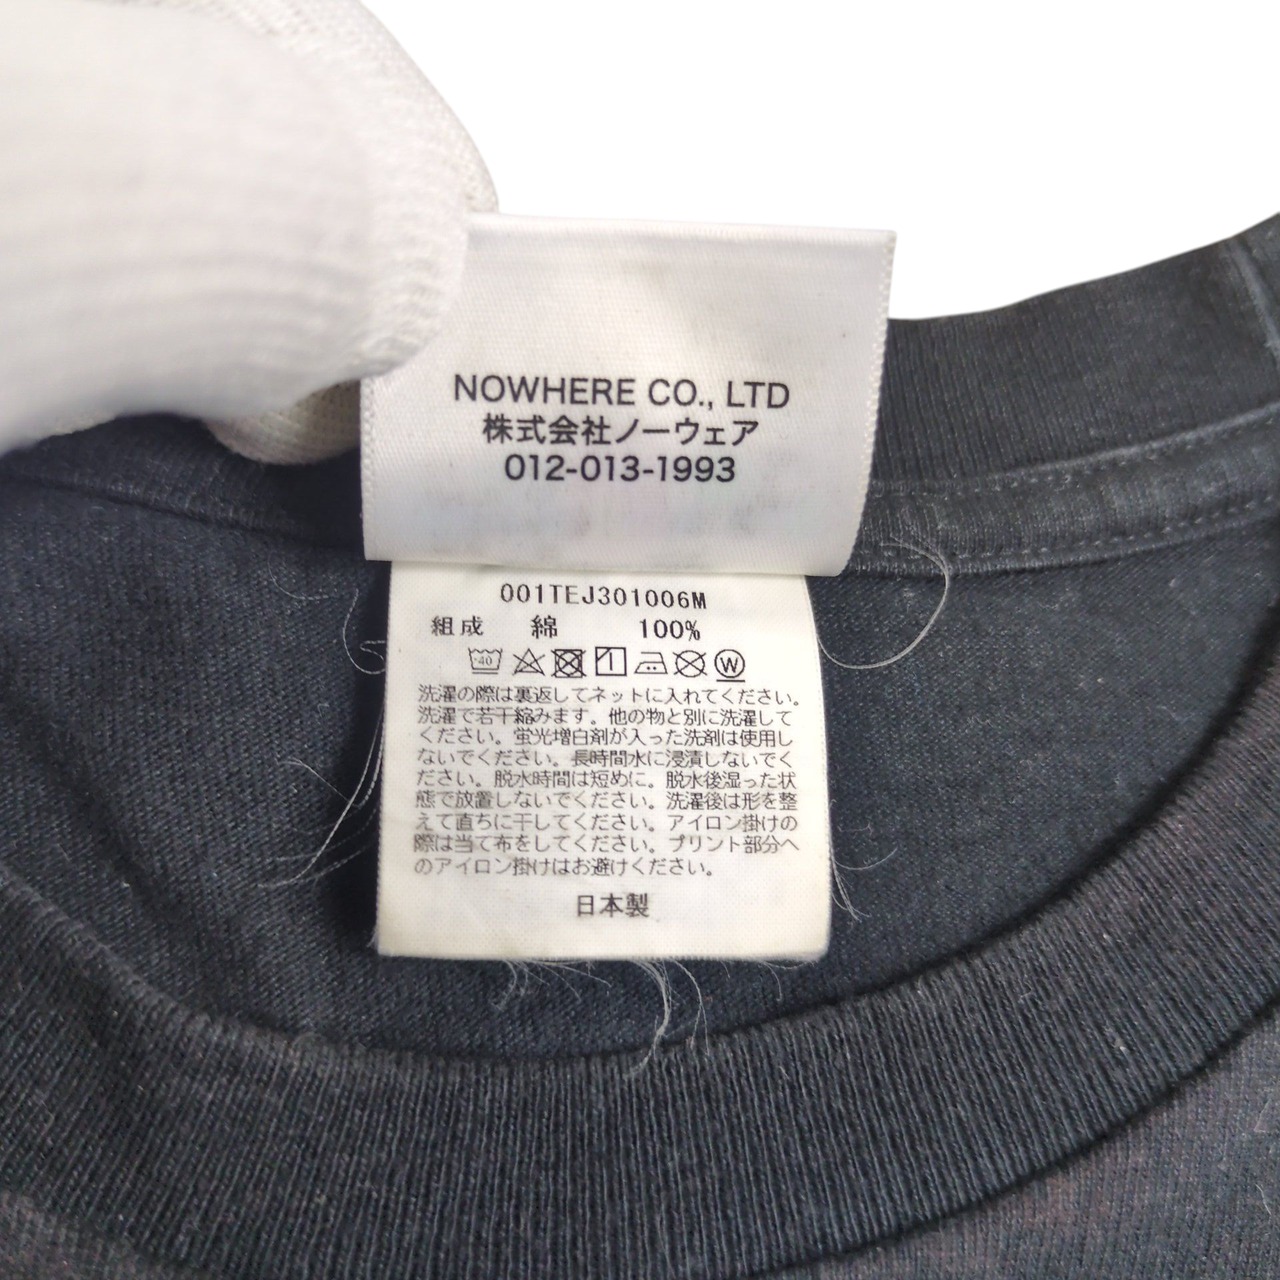 NOWHERE CO., LTD
株式会社ノーウェア
012-013-1993
001TEJ301006M
組成 綿 100%
40 W
洗濯の際は裏返してネットに入れてください。
洗濯で若干縮みます。他の物と別に洗濯して
ください。蛍光増白剤が入った洗剤は使用し
ないでください。長時間水に浸漬しないでく
ださい。脱水時間は短めに。脱水後湿った状
態で放置しないでください。洗濯後は形を整
えて直ちに干してください。アイロン掛けの
際は当て布をしてください。プリント部分へ
のアイロン掛けはお避けください。
日本製